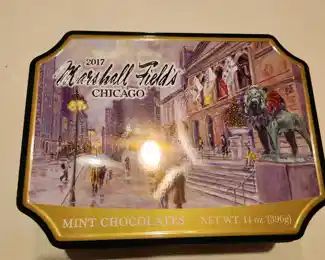 2017
Marshall Field's
CHICAGO
MINT CHOCOLATES NET WT. 14 oz (396g)